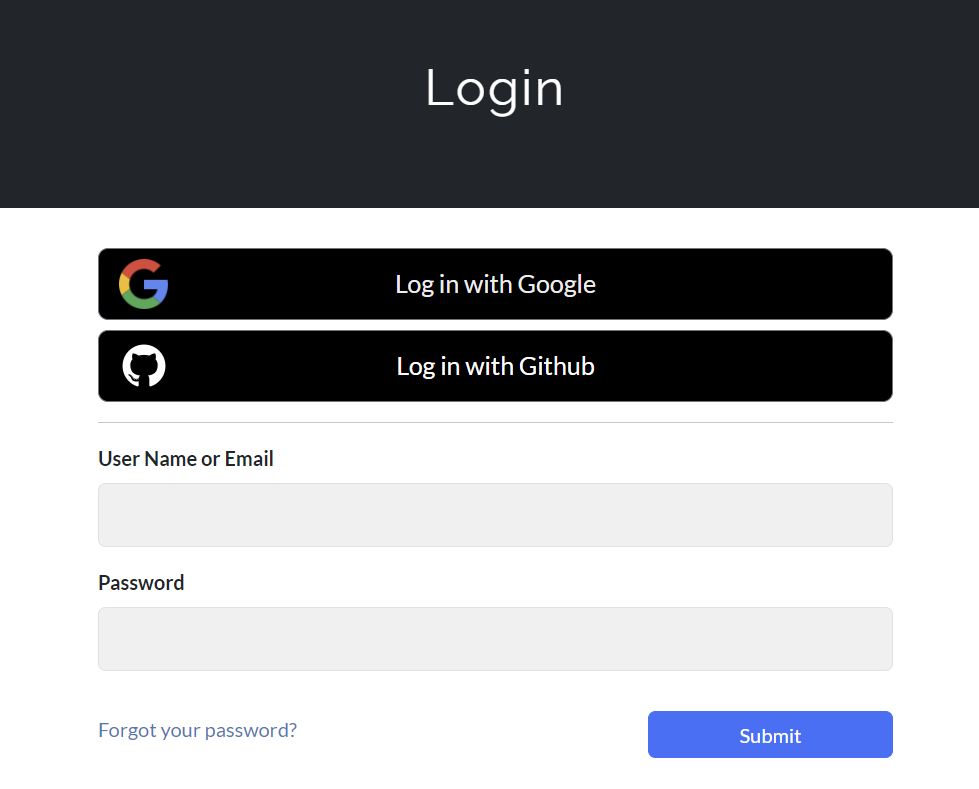 Login
Log in with Google
Log in with Github
User Name or Email
Password
Forgot your password?
Submit